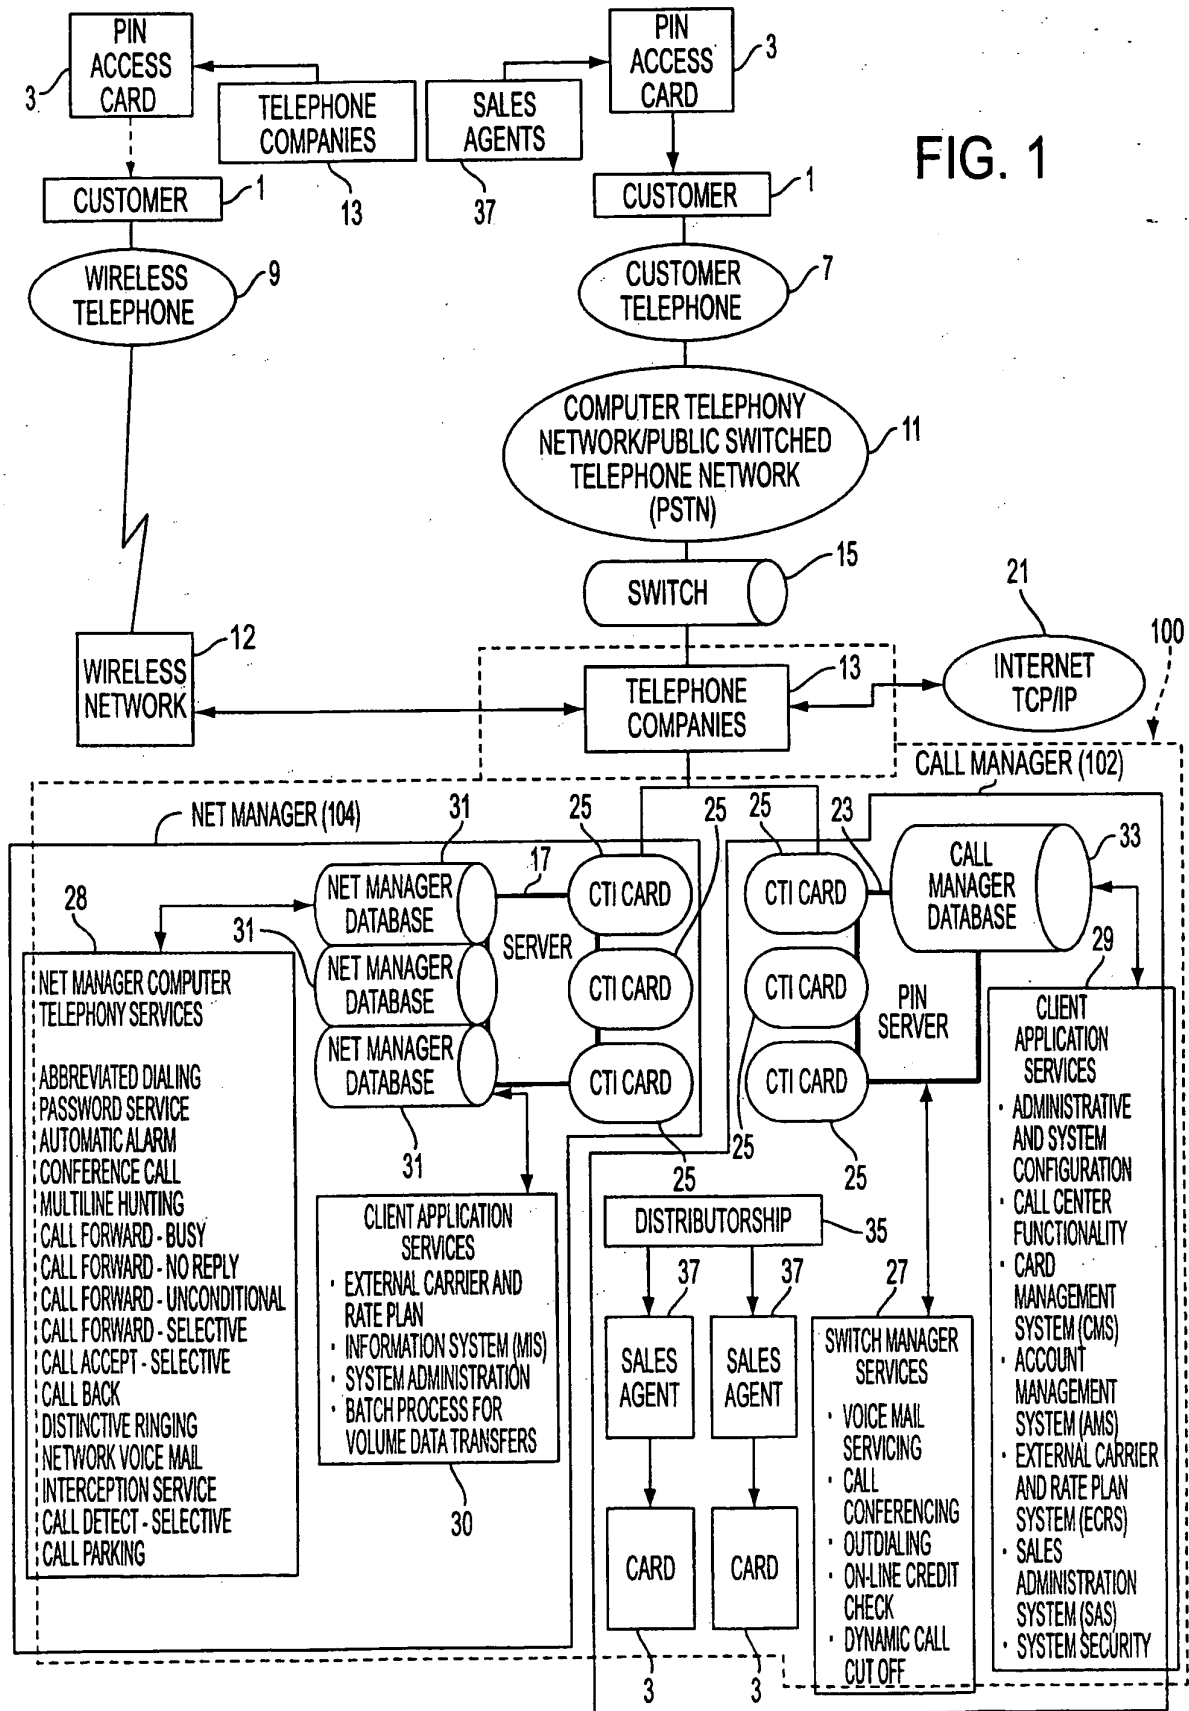 FIG. 1
PIN
ACCESS
CARD
3
TELEPHONE
COMPANIES
13
SALES
AGENTS
37
PIN
ACCESS
CARD
3
CUSTOMER
1
CUSTOMER
1
WIRELESS
TELEPHONE
9
CUSTOMER
TELEPHONE
7
COMPUTER TELEPHONY
NETWORK/PUBLIC SWITCHED
TELEPHONE NETWORK
(PSTN)
11
SWITCH
15
WIRELESS
NETWORK
12
TELEPHONE
COMPANIES
13
INTERNET
TCP/IP
21
100
NET MANAGER (104)
CALL MANAGER (102)
31
NET MANAGER
DATABASE
31
NET MANAGER
DATABASE
NET MANAGER
DATABASE
31
17
SERVER
25
CTI CARD
25
CTI CARD
CTI CARD
25
25
CTI CARD
CTI CARD
25
CTI CARD
25
23
PIN
SERVER
CALL
MANAGER
DATABASE
33
28
NET MANAGER COMPUTER
TELEPHONY SERVICES
ABBREVIATED DIALING
PASSWORD SERVICE
AUTOMATIC ALARM
CONFERENCE CALL
MULTILINE HUNTING
CALL FORWARD - BUSY
CALL FORWARD - NO REPLY
CALL FORWARD - UNCONDITIONAL
CALL FORWARD - SELECTIVE
CALL ACCEPT - SELECTIVE
CALL BACK
DISTINCTIVE RINGING
NETWORK VOICE MAIL
INTERCEPTION SERVICE
CALL DETECT - SELECTIVE
CALL PARKING
CLIENT APPLICATION
SERVICES
· EXTERNAL CARRIER AND
RATE PLAN
· INFORMATION SYSTEM (MIS)
· SYSTEM ADMINISTRATION
· BATCH PROCESS FOR
VOLUME DATA TRANSFERS
30
DISTRIBUTORSHIP
35
37
SALES
AGENT
37
SALES
AGENT
CARD
3
CARD
3
27
SWITCH MANAGER
SERVICES
· VOICE MAIL
SERVICING
· CALL
CONFERENCING
· OUTDIALING
· ON-LINE CREDIT
CHECK
· DYNAMIC CALL
CUT OFF
29
CLIENT
APPLICATION
SERVICES
· ADMINISTRATIVE
AND SYSTEM
CONFIGURATION
· CALL CENTER
FUNCTIONALITY
· CARD
MANAGEMENT
SYSTEM (CMS)
· ACCOUNT
MANAGEMENT
SYSTEM (AMS)
· EXTERNAL CARRIER
AND RATE PLAN
SYSTEM (ECRS)
· SALES
ADMINISTRATION
SYSTEM (SAS)
· SYSTEM SECURITY